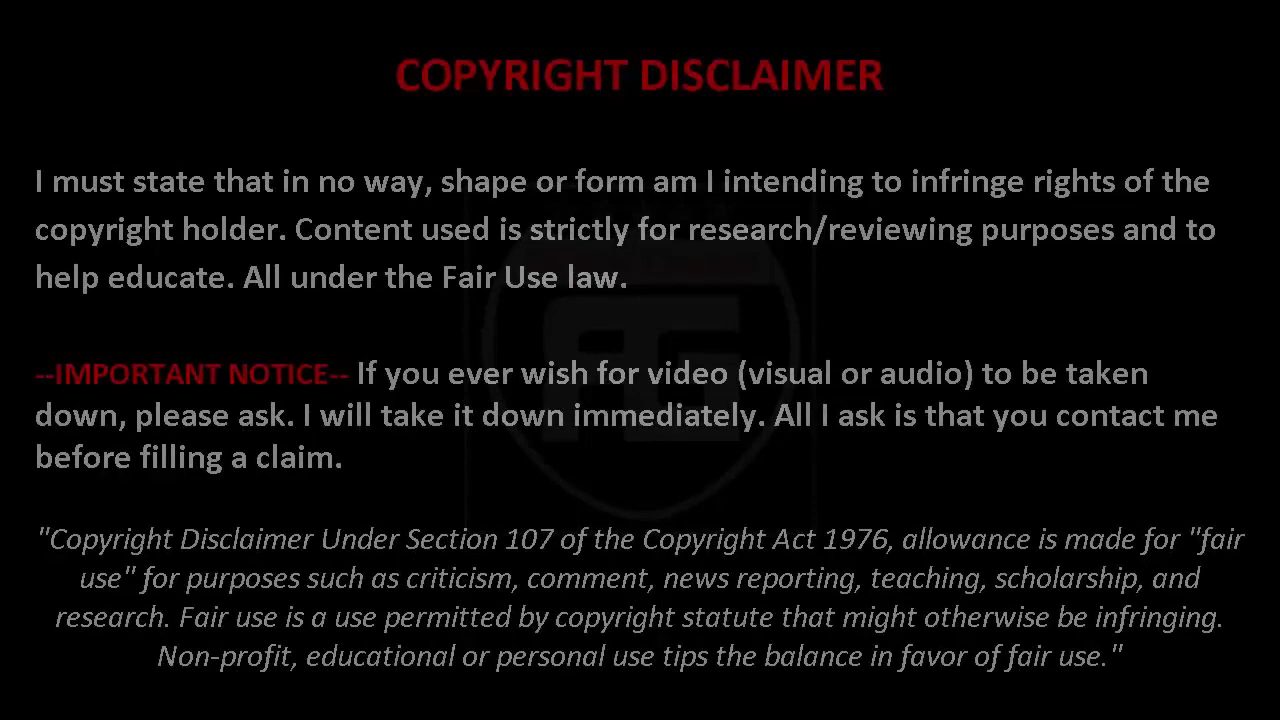 COPYRIGHT DISCLAIMER
I must state that in no way, shape or form am I intending to infringe rights of the
copyright holder. Content used is strictly for research/reviewing purposes and to
help educate. All under the Fair Use law.
--IMPORTANT NOTICE-- If you ever wish for video (visual or audio) to be taken
down, please ask. I will take it down immediately. All I ask is that you contact me
before filling a claim.
"Copyright Disclaimer Under Section 107 of the Copyright Act 1976, allowance is made for "fair
use" for purposes such as criticism, comment, news reporting, teaching, scholarship, and
research. Fair use is a use permitted by copyright statute that might otherwise be infringing.
Non-profit, educational or personal use tips the balance in favor of fair use."